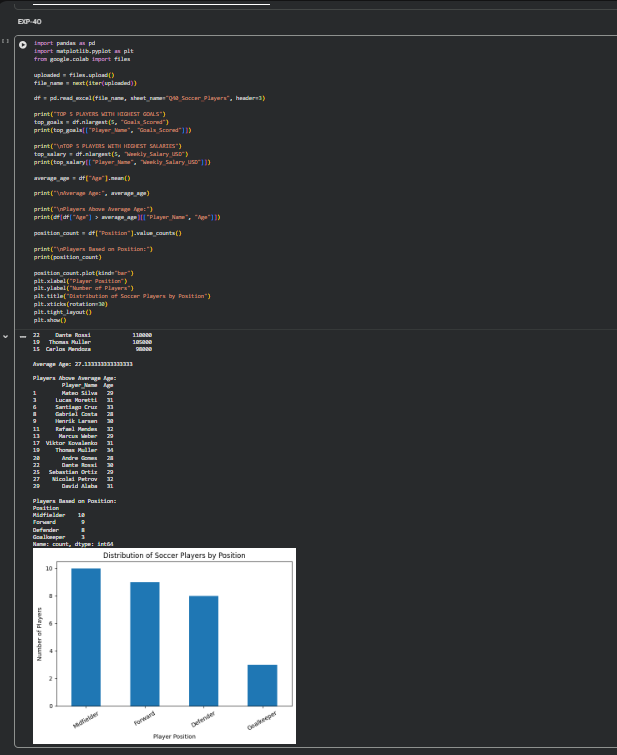 EXP-40
import pandas as pd
import matplotlib.pyplot as plt
from google.colab import files
uploaded = files.upload()
file_name = next(iter(uploaded))
df = pd.read_excel(file_name, sheet_name="Q40_Soccer_Players", header=3)
print("TOP 5 PLAYERS WITH HIGHEST GOALS")
top_goals = df.nlargest(5, "Goals_Scored")
print(top_goals[["Player_Name", "Goals_Scored"]])
print("\nTOP 5 PLAYERS WITH HIGHEST SALARIES")
top_salary = df.nlargest(5, "Weekly_Salary_USD")
print(top_salary[["Player_Name", "Weekly_Salary_USD"]])
average_age = df["Age"].mean()
print("\nAverage Age:", average_age)
print("\nPlayers Above Average Age:")
print(df[df["Age"] > average_age][["Player_Name", "Age"]])
position_count = df["Position"].value_counts()
print("\nPlayers Based on Position:")
print(position_count)
position_count.plot(kind="bar")
plt.xlabel("Player Position")
plt.ylabel("Number of Players")
plt.title("Distribution of Soccer Players by Position")
plt.xticks(rotation=30)
plt.tight_layout()
plt.show()
22 Dante Rossi 110000
19 Thomas Muller 105000
15 Carlos Mendoza 98000
Average Age: 27.133333333333333
Players Above Average Age:
Player_Name Age
1 Mateo Silva 29
3 Lucas Moretti 31
6 Santiago Cruz 33
8 Gabriel Costa 28
9 Henrik Larsen 30
11 Rafael Mendes 32
13 Marcus Weber 29
17 Viktor Kovalenko 31
19 Thomas Muller 34
20 Andre Gomes 28
22 Dante Rossi 30
25 Sebastian Ortiz 29
27 Nicolai Petrov 32
29 David Alaba 31
Players Based on Position:
Position
Midfielder 10
Forward 9
Defender 8
Goalkeeper 3
Name: count, dtype: int64
Distribution of Soccer Players by Position
10
8
6
4
2
0
Number of Players
Midfielder
Forward
Defender
Goalkeeper
Player Position